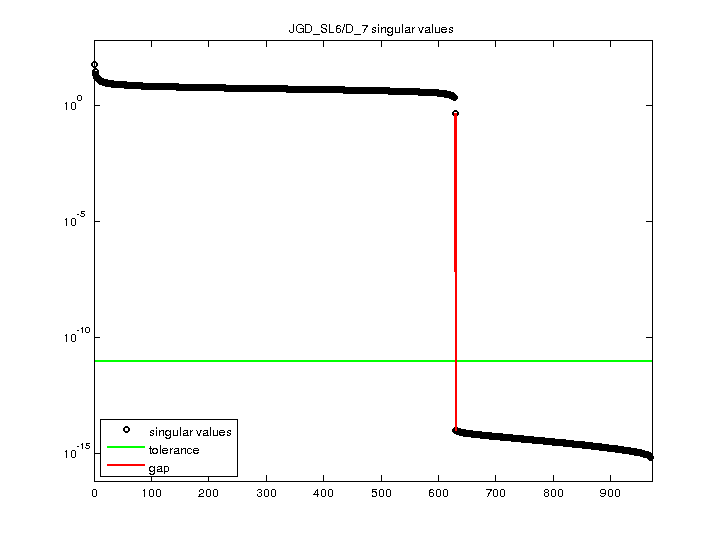 JGD_SL6/D_7 singular values
10^0
10^-5
10^-10
10^-15
0 100 200 300 400 500 600 700 800 900
singular values
tolerance
gap